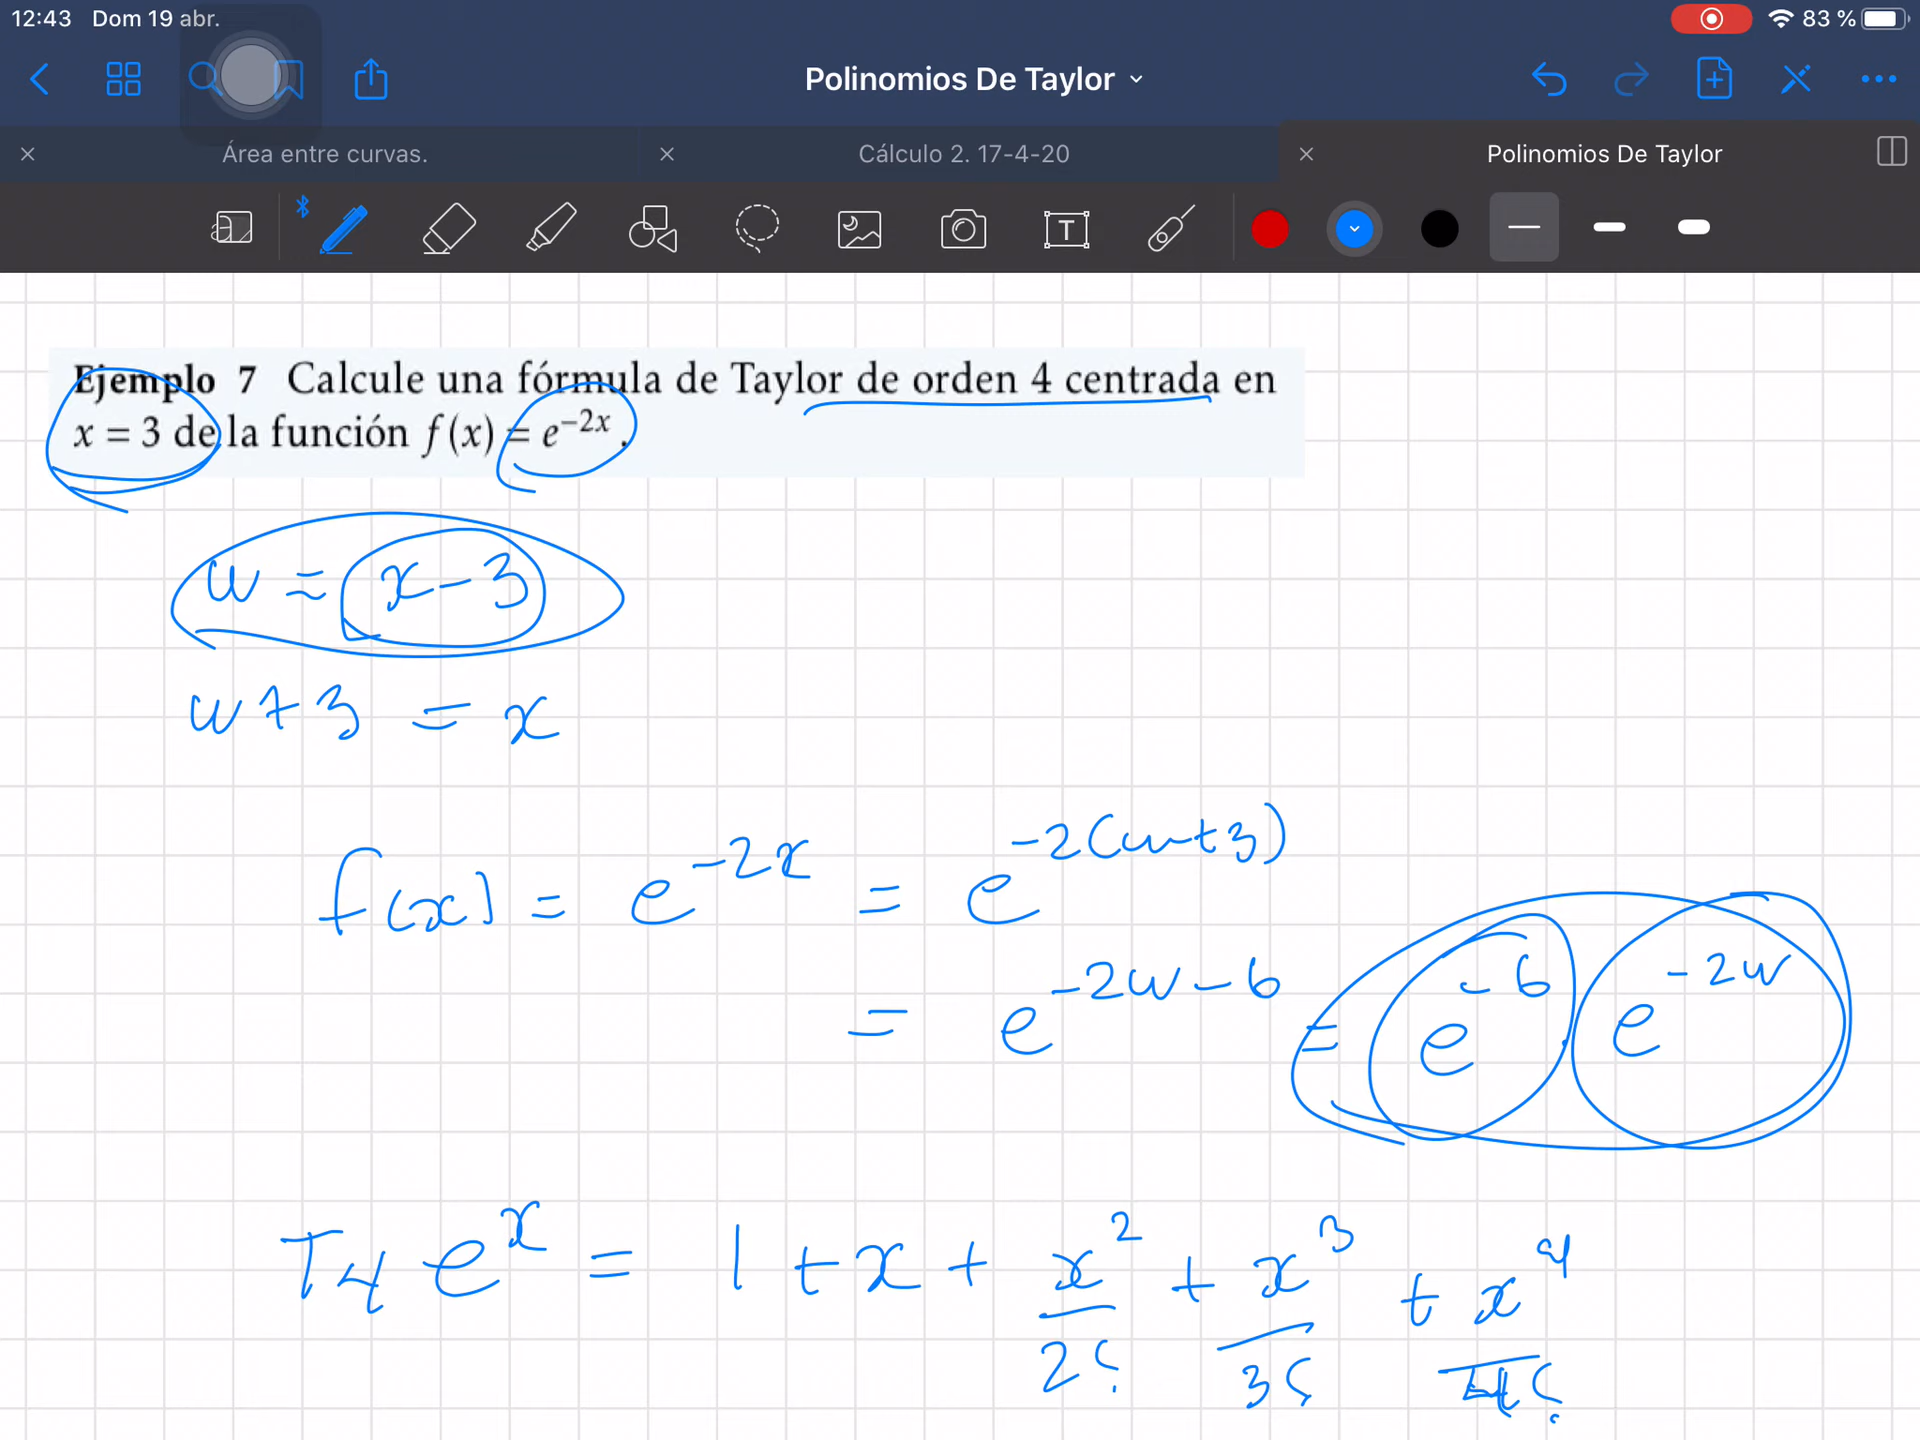 12:43 Dom 19 abr. 83 %
Polinomios De Taylor
Área entre curvas. Cálculo 2. 17-4-20 Polinomios De Taylor
T
Ejemplo 7 Calcule una fórmula de Taylor de orden 4 centrada en
x = 3 de la función f(x) = e^{-2x}.
w = x - 3
w + 3 = x
f(x) = e^{-2x} = e^{-2(w+3)}
= e^{-2w-6} = e^{-6} · e^{-2w}
T4 e^x = 1 + x + x^2/2! + x^3/3! + x^4/4!